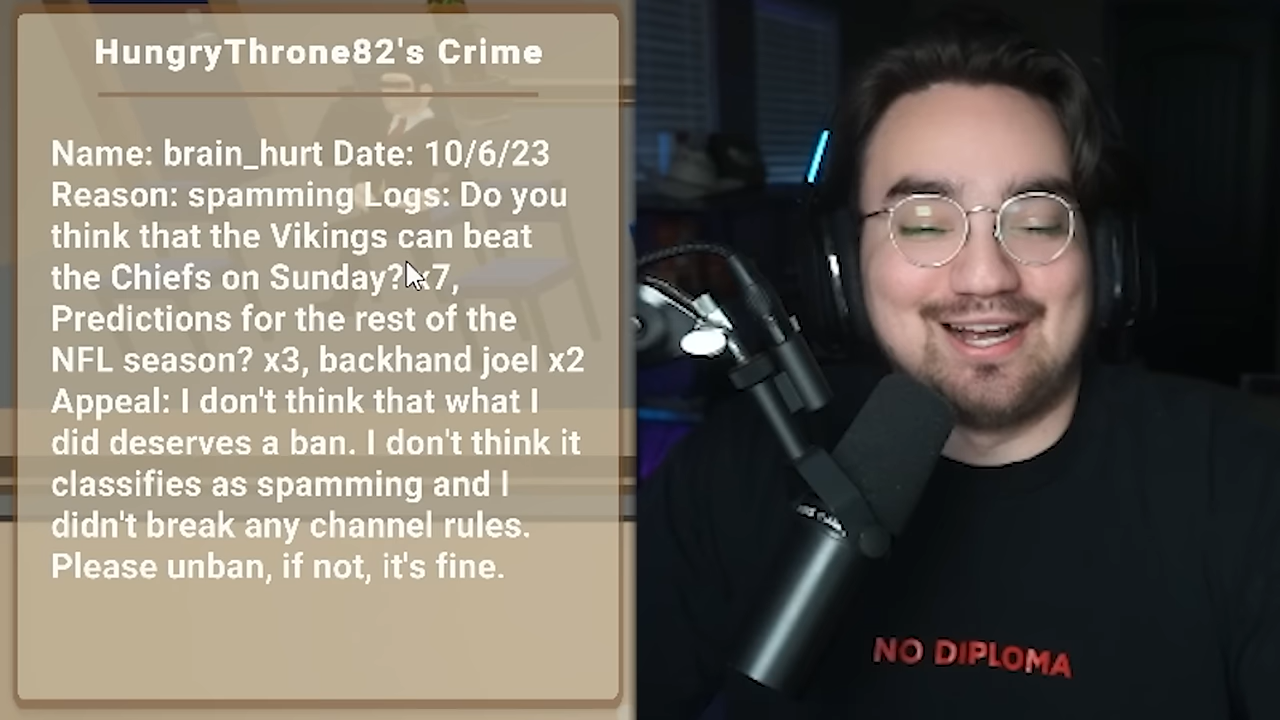 HungryThrone82's Crime
Name: brain_hurt Date: 10/6/23
Reason: spamming Logs: Do you
think that the Vikings can beat
the Chiefs on Sunday? x7,
Predictions for the rest of the
NFL season? x3, backhand joel x2
Appeal: I don't think that what I
did deserves a ban. I don't think it
classifies as spamming and I
didn't break any channel rules.
Please unban, if not, it's fine.
NO DIPLOMA